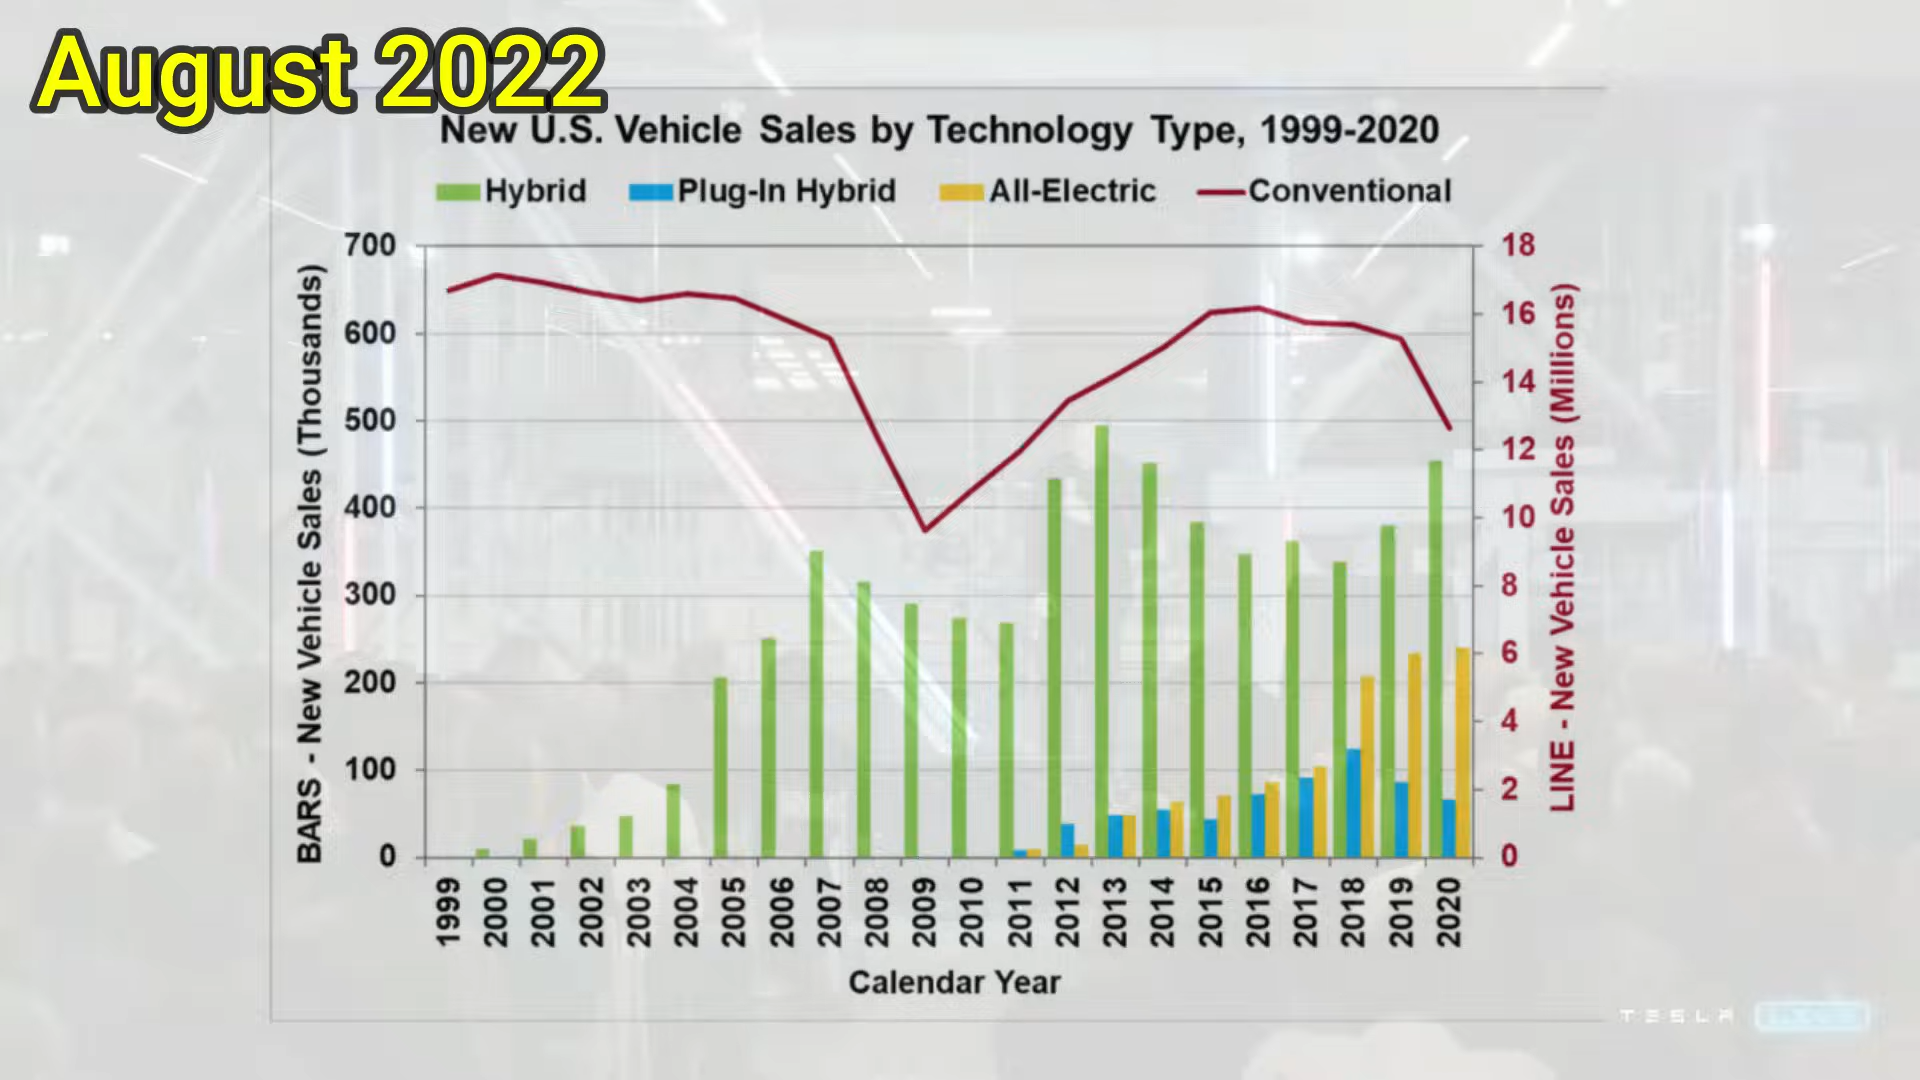 August 2022
New U.S. Vehicle Sales by Technology Type, 1999-2020
Hybrid Plug-In Hybrid All-Electric Conventional
BARS - New Vehicle Sales (Thousands)
700
600
500
400
300
200
100
0
18
16
14
12
10
8
6
4
2
0
LINE - New Vehicle Sales (Millions)
1999 2000 2001 2002 2003 2004 2005 2006 2007 2008 2009 2010 2011 2012 2013 2014 2015 2016 2017 2018 2019 2020
Calendar Year
TESLA